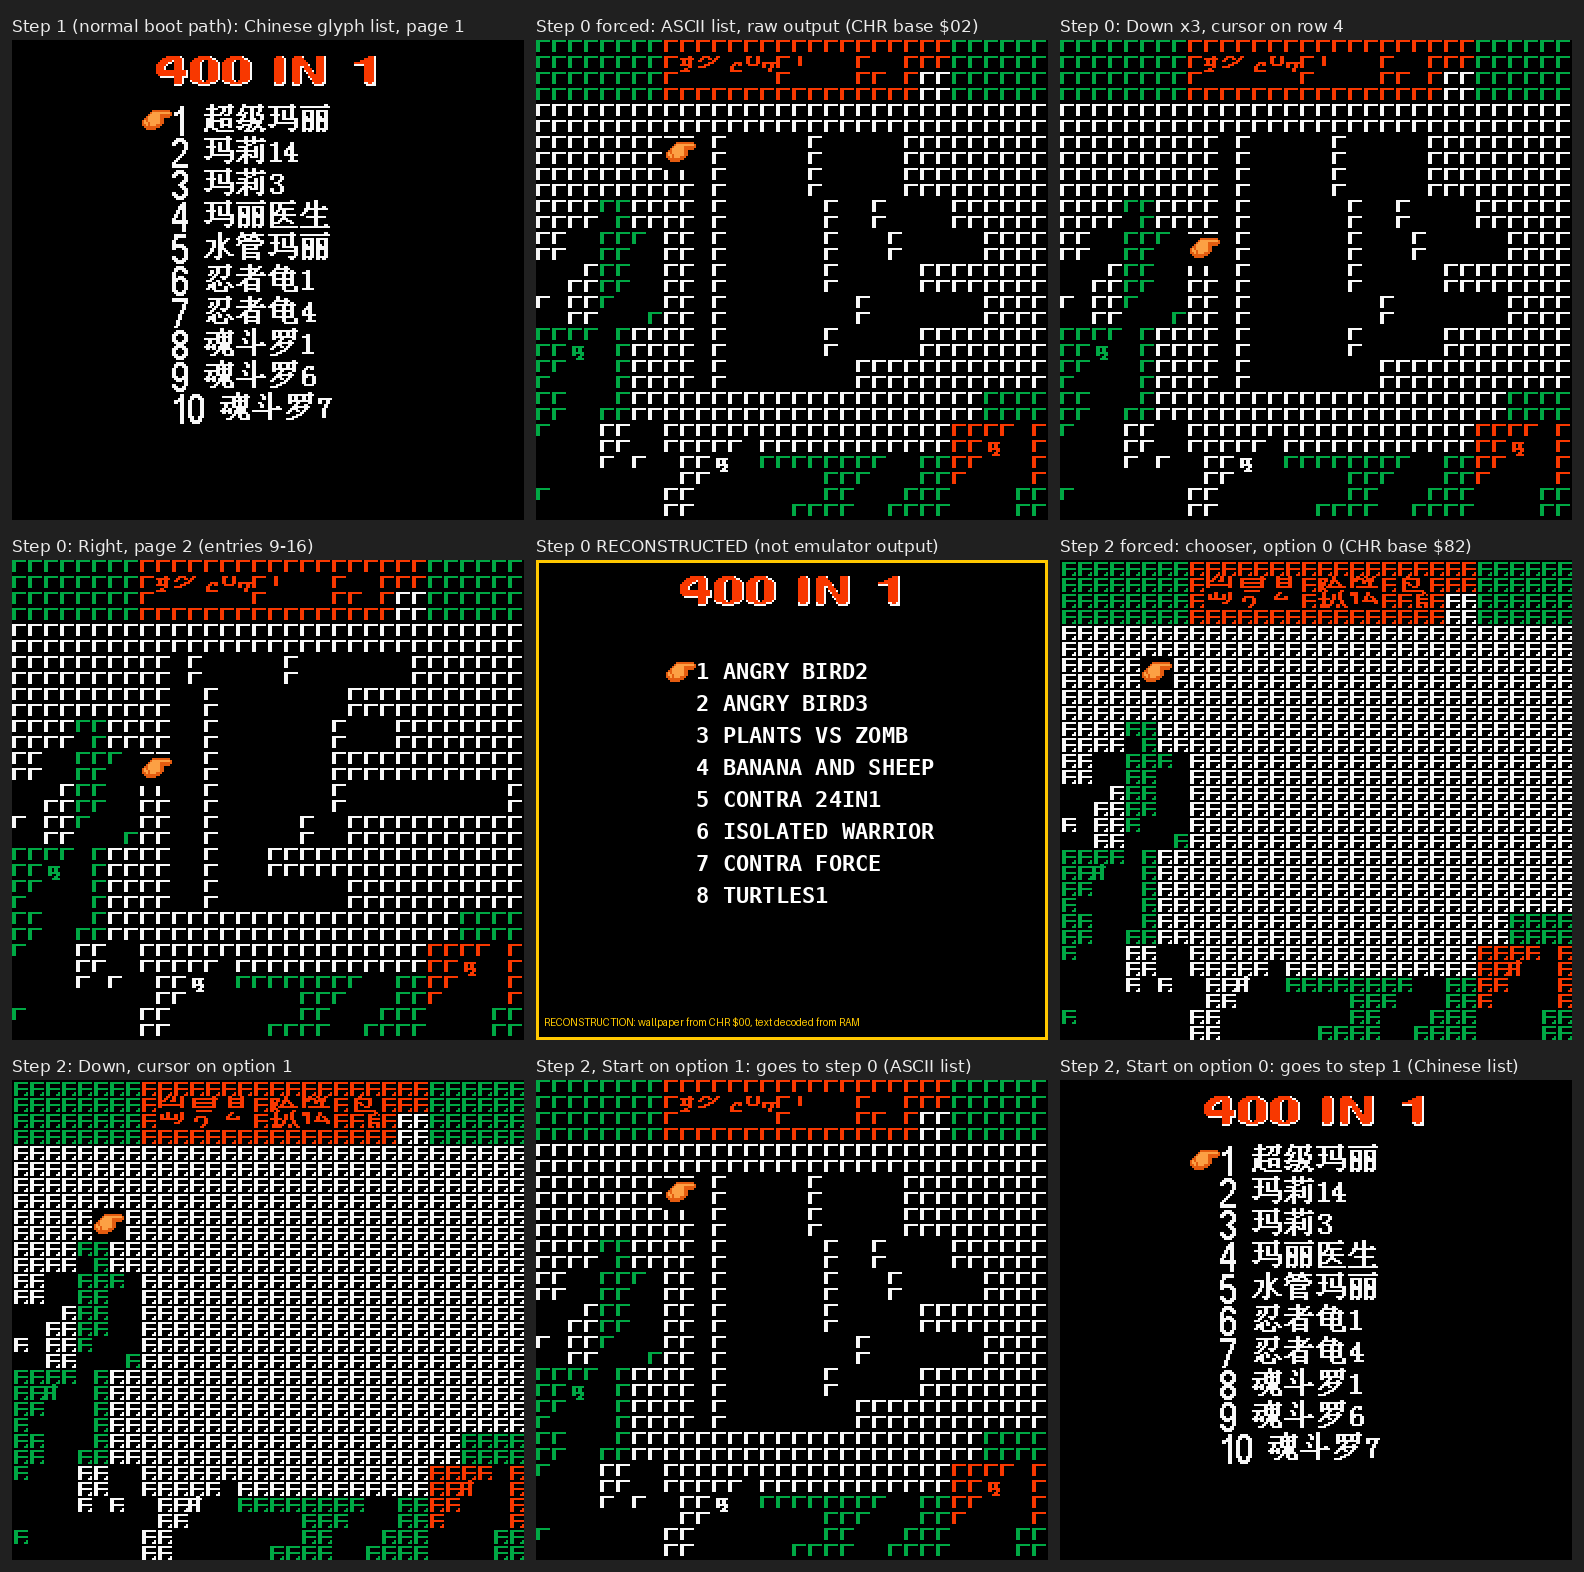 Step 1 (normal boot path): Chinese glyph list, page 1
400 IN 1
1 超级玛丽
2 玛莉14
3 玛莉3
4 玛丽医生
5 水管玛丽
6 忍者龟1
7 忍者龟4
8 魂斗罗1
9 魂斗罗6
10 魂斗罗7
Step 0 forced: ASCII list, raw output (CHR base $02)
Step 0: Down x3, cursor on row 4
Step 0: Right, page 2 (entries 9-16)
Step 0 RECONSTRUCTED (not emulator output)
400 IN 1
1 ANGRY BIRD2
2 ANGRY BIRD3
3 PLANTS VS ZOMB
4 BANANA AND SHEEP
5 CONTRA 24IN1
6 ISOLATED WARRIOR
7 CONTRA FORCE
8 TURTLES1
RECONSTRUCTION: wallpaper from CHR $00, text decoded from RAM
Step 2 forced: chooser, option 0 (CHR base $82)
Step 2: Down, cursor on option 1
Step 2, Start on option 1: goes to step 0 (ASCII list)
Step 2, Start on option 0: goes to step 1 (Chinese list)
400 IN 1
1 超级玛丽
2 玛莉14
3 玛莉3
4 玛丽医生
5 水管玛丽
6 忍者龟1
7 忍者龟4
8 魂斗罗1
9 魂斗罗6
10 魂斗罗7